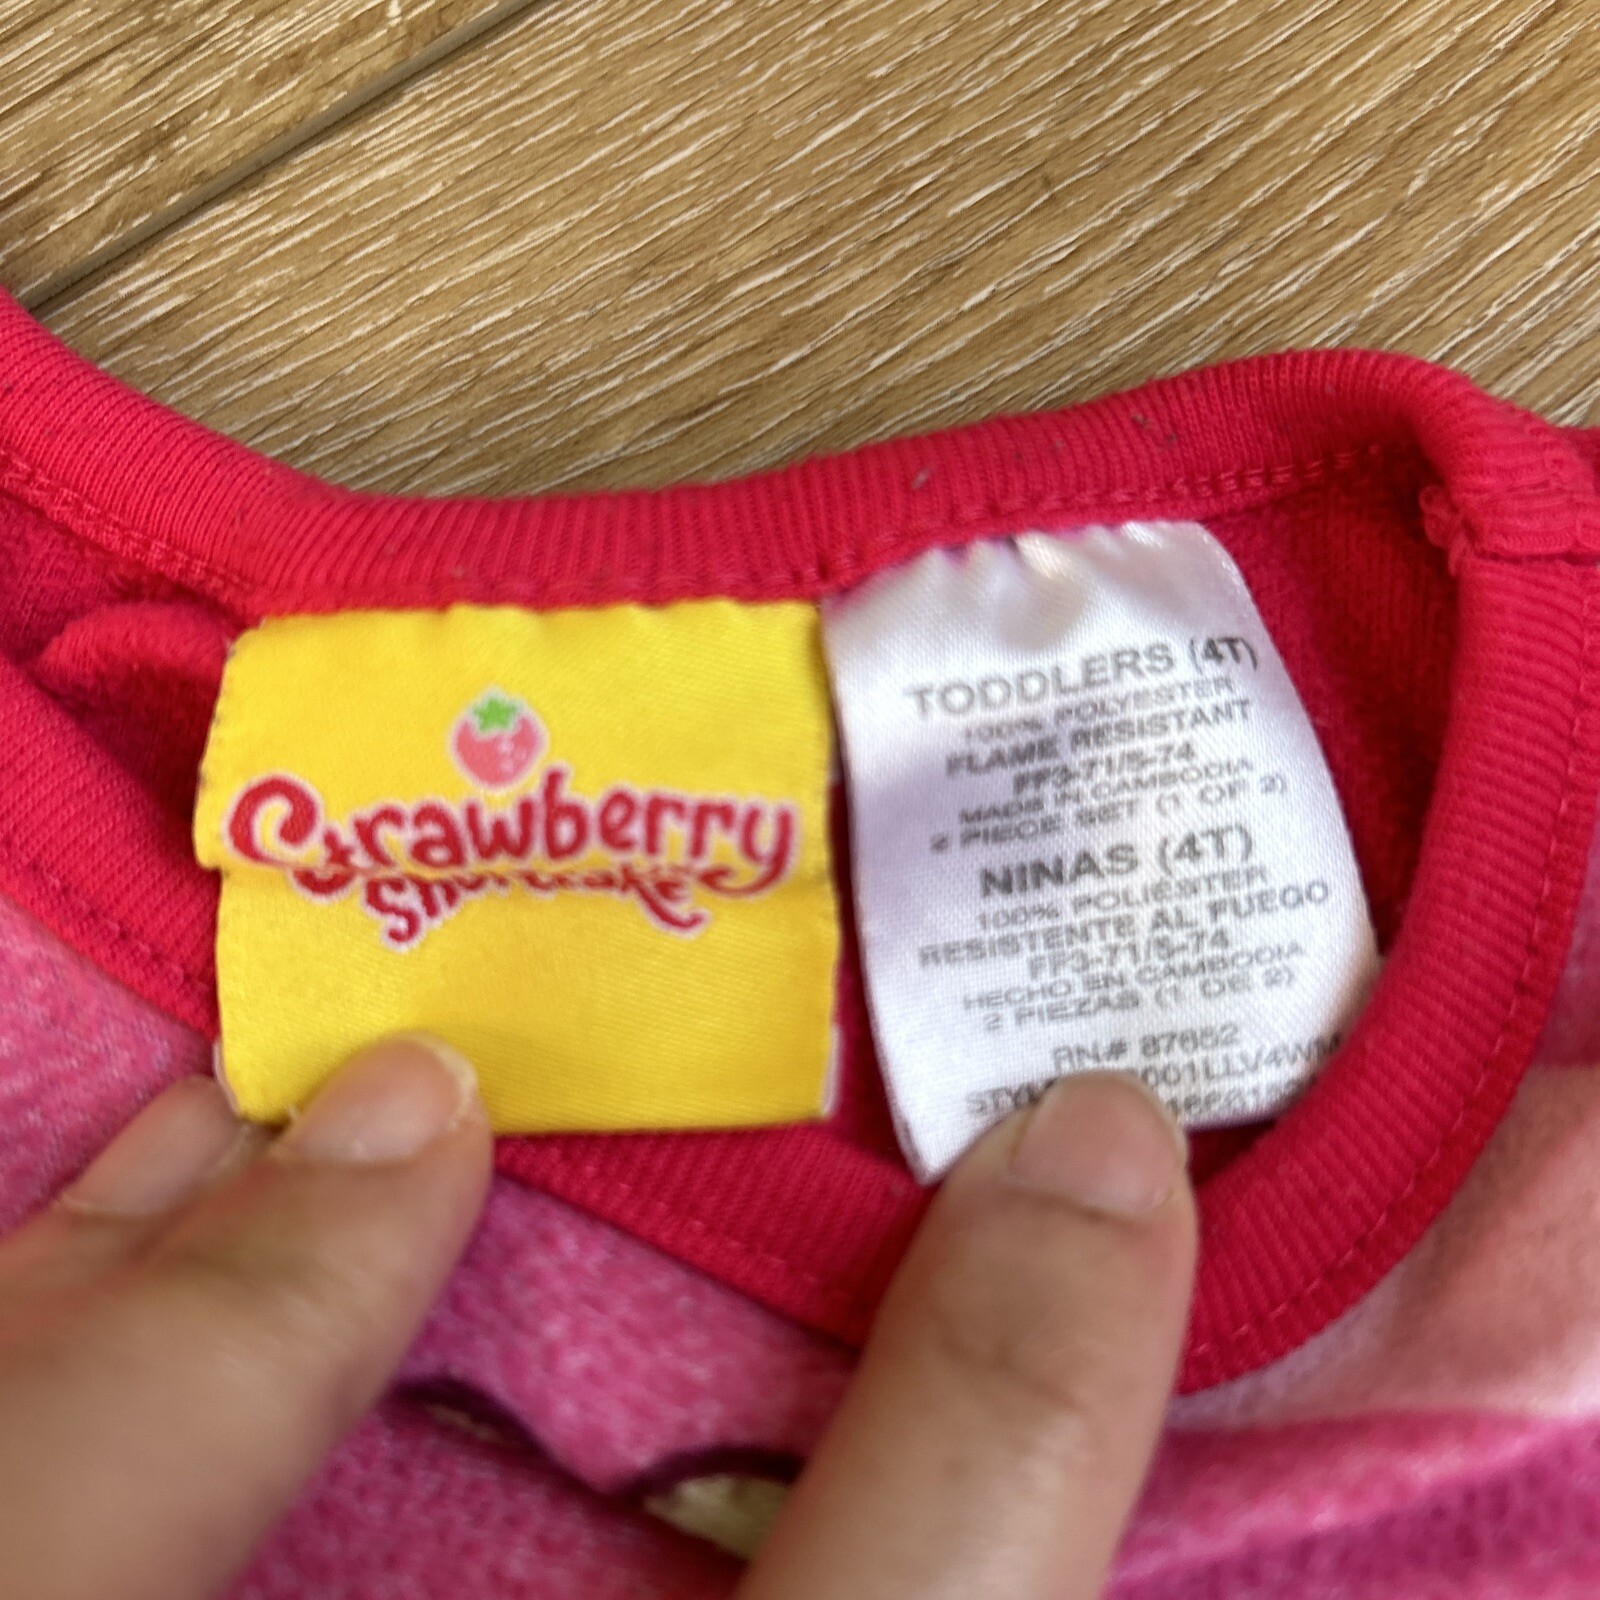 Strawberry
Shortcake
TODDLERS (4T)
100% POLYESTER
FLAME RESISTANT
FF3-71/5-74
MADE IN CAMBODIA
2 PIECE SET (1 OF 2)
NINAS (4T)
100% POLIÉSTER
RESISTENTE AL FUEGO
FF3-71/5-74
HECHO EN CAMBODIA
2 PIEZAS (1 DE 2)
RN# 87652